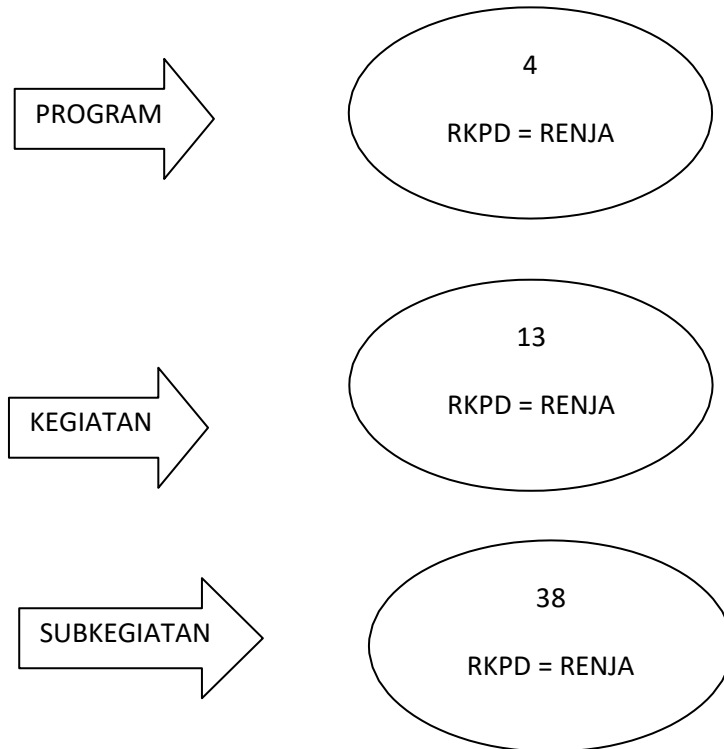 PROGRAM
4
RKPD = RENJA
KEGIATAN
13
RKPD = RENJA
SUBKEGIATAN
38
RKPD = RENJA